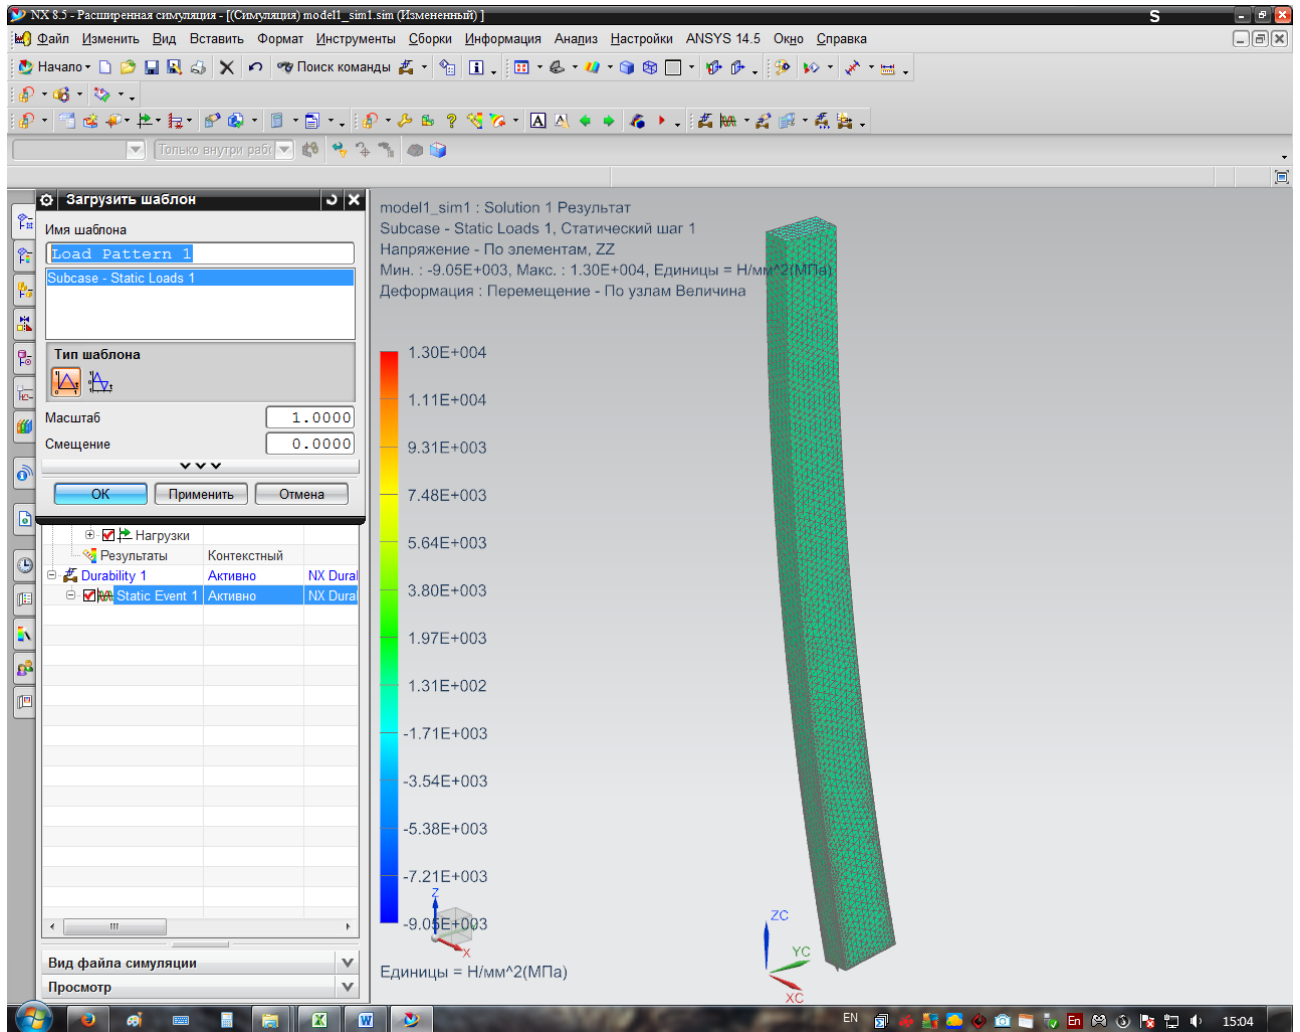 NX 8.5 - Расширенная симуляция - [(Симуляция) model1_sim1.sim (Измененный) ]
S
Файл Изменить Вид Вставить Формат Инструменты Сборки Информация Анализ Настройки ANSYS 14.5 Окно Справка
Начало Поиск команды
Только внутри рабо
Загрузить шаблон
Имя шаблона
Load Pattern 1
Subcase - Static Loads 1
Тип шаблона
Масштаб 1.0000
Смещение 0.0000
OK Применить Отмена
Нагрузки
Результаты Контекстный
Durability 1 Активно NX Dural
Static Event 1 Активно NX Dural
Вид файла симуляции
Просмотр
model1_sim1 : Solution 1 Результат
Subcase - Static Loads 1, Статический шаг 1
Напряжение - По элементам, ZZ
Мин. : -9.05E+003, Макс. : 1.30E+004, Единицы = Н/мм^2(МПа)
Деформация : Перемещение - По узлам Величина
1.30E+004
1.11E+004
9.31E+003
7.48E+003
5.64E+003
3.80E+003
1.97E+003
1.31E+002
-1.71E+003
-3.54E+003
-5.38E+003
-7.21E+003
-9.05E+003
Z
X
Единицы = Н/мм^2(МПа)
ZC
YC
XC
EN
En
15:04